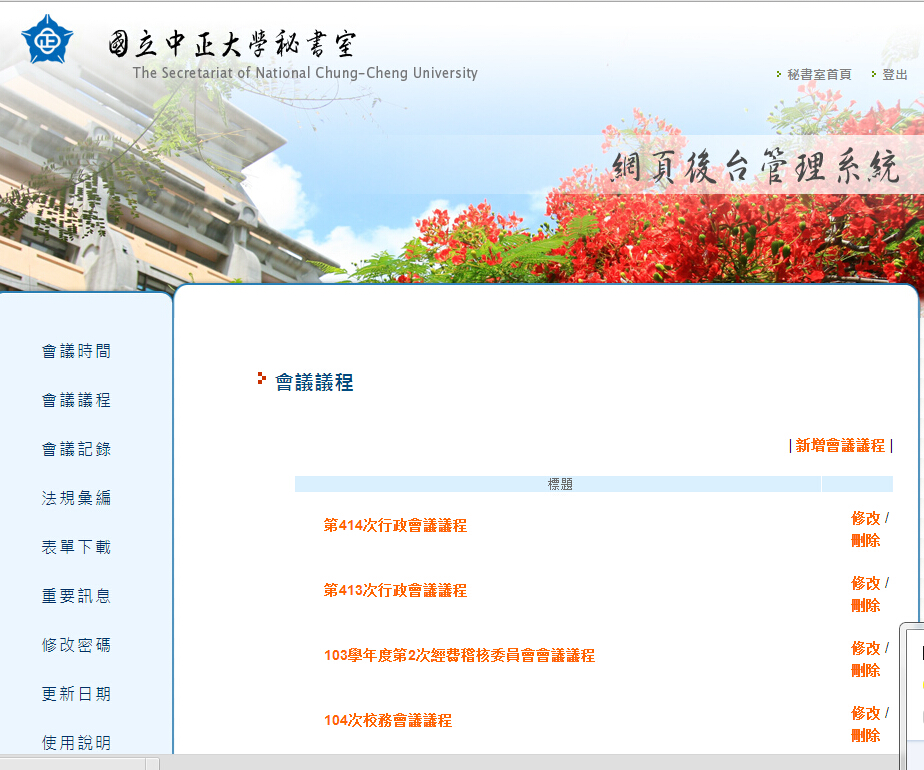 國立中正大學秘書室
The Secretariat of National Chung-Cheng University
秘書室首頁
登出
網頁後台管理系統
會議時間
會議議程
會議記錄
法規彙編
表單下載
重要訊息
修改密碼
更新日期
使用說明
會議議程
| 新增會議議程 |
標題
第414次行政會議議程
修改 /
刪除
第413次行政會議議程
修改 /
刪除
103學年度第2次經費稽核委員會會議議程
修改 /
刪除
104次校務會議議程
修改 /
刪除